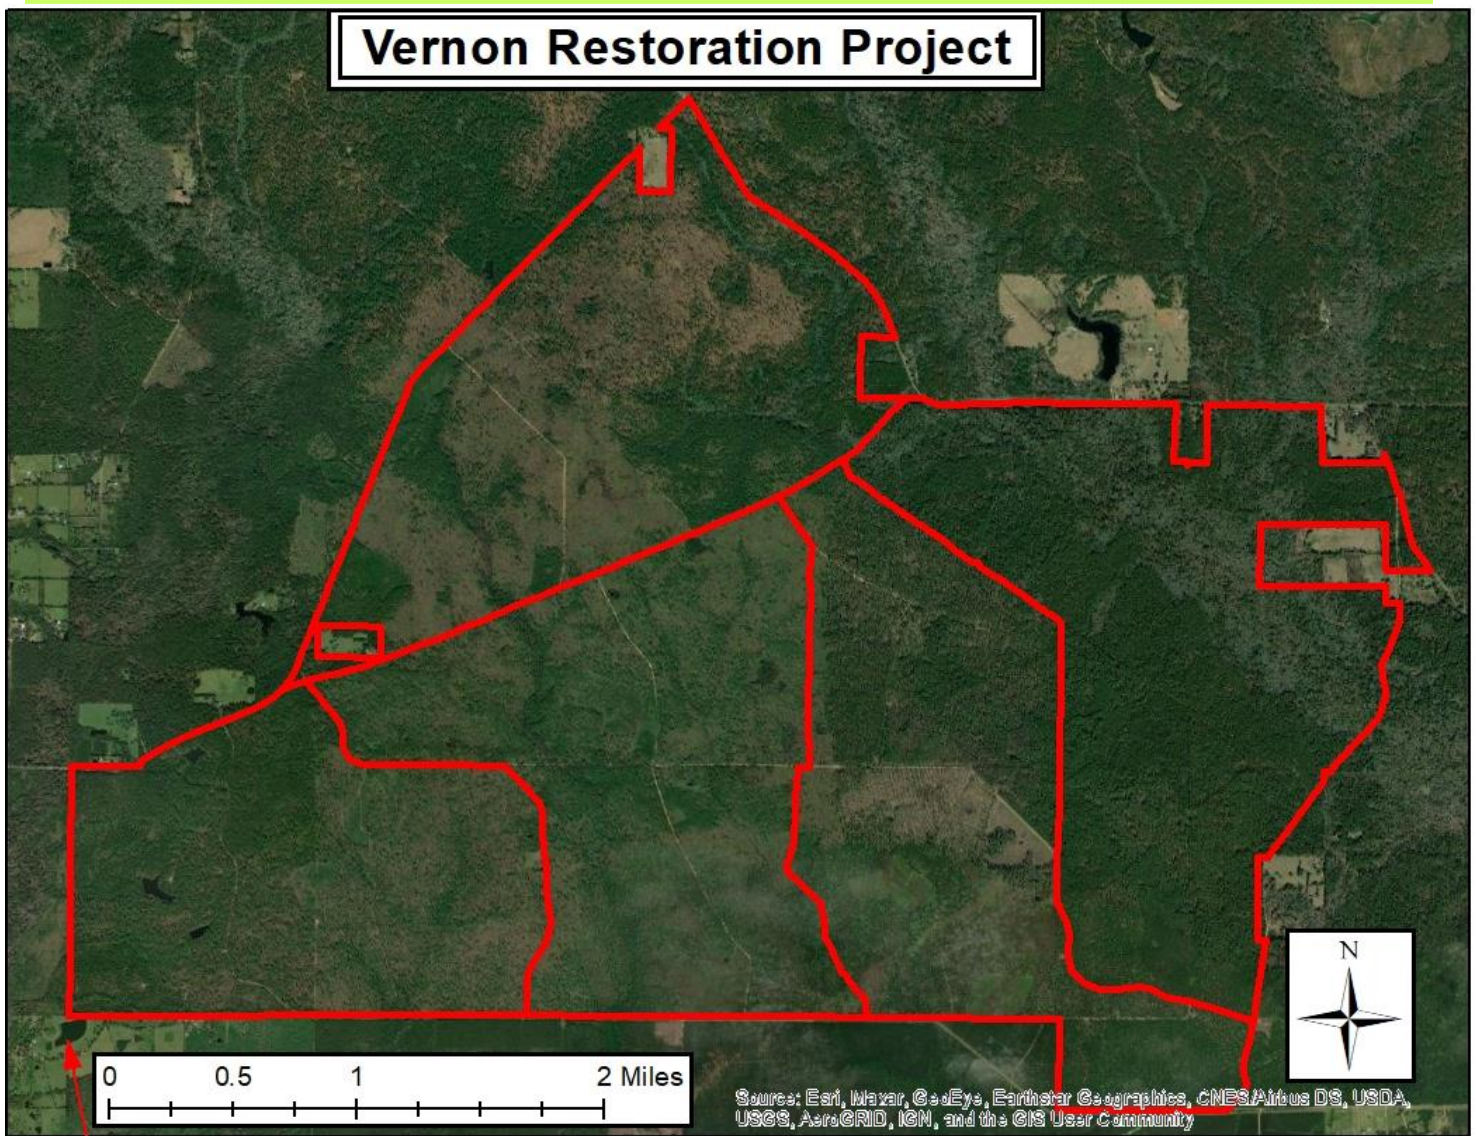 Vernon Restoration Project
N
0 0.5 1 2 Miles
Source: Esri, Maxar, GeoEye, Earthstar Geographics, CNES/Airbus DS, USDA,
USGS, AeroGRID, IGN, and the GIS User Community